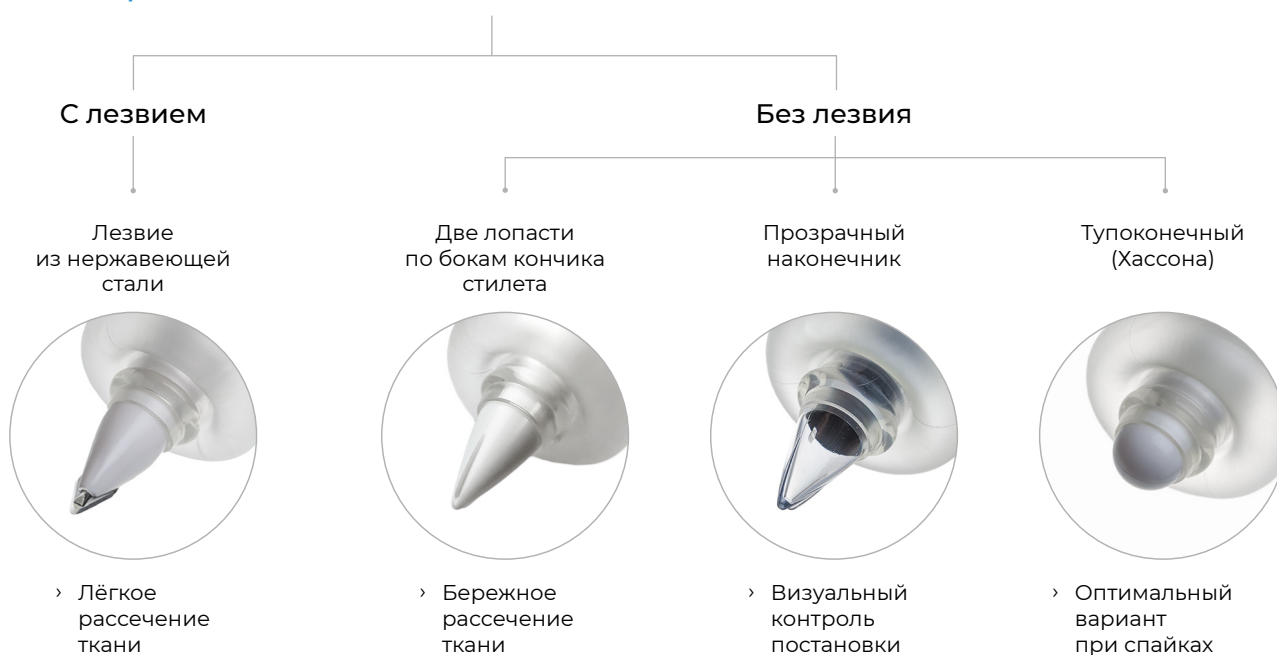 С лезвием
Без лезвия
Лезвие
из нержавеющей
стали
Две лопасти
по бокам кончика
стилета
Прозрачный
наконечник
Тупоконечный
(Хассона)
› Лёгкое
рассечение
ткани
› Бережное
рассечение
ткани
› Визуальный
контроль
постановки
› Оптимальный
вариант
при спайках